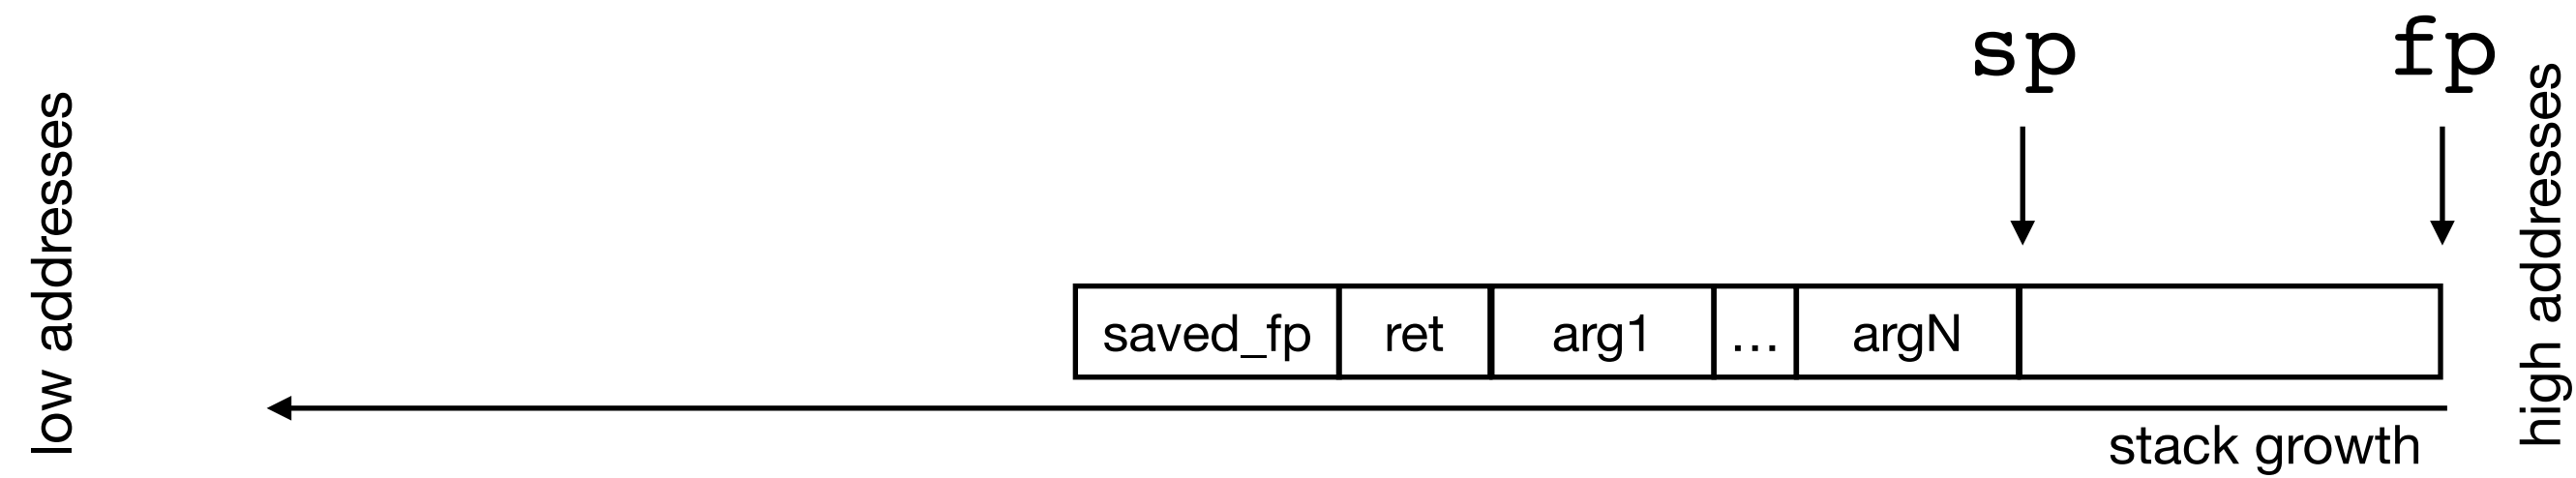 sp
fp
low addresses
high addresses
saved_fp
ret
arg1
...
argN
stack growth